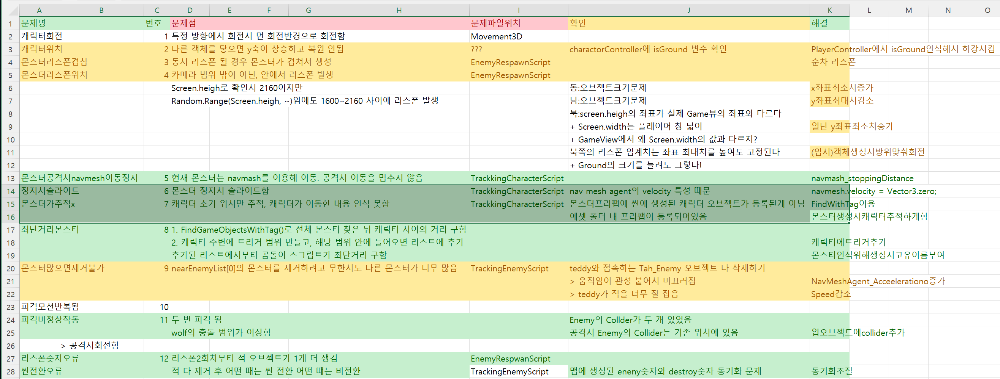 A B C D E F G H I J K L M N O
1 문제명 번호 문제점 문제파일위치 확인 해결
2 캐릭터회전 1 특정 방향에서 회전시 먼 회전반경으로 회전함 Movement3D
3 캐릭터위치 2 다른 객체를 닿으면 y축이 상승하고 복원 안됨 ??? charactorController에 isGround 변수 확인 PlayerController에서 isGround인식해서 하강시킴
4 몬스터리스폰겹침 3 동시 리스폰 될 경우 몬스터가 겹쳐서 생성 EnemyRespawnScript 순차 리스폰
5 몬스터리스폰위치 4 카메라 범위 밖이 아닌, 안에서 리스폰 발생 EnemyRespawnScript
6 Screen.heigh로 확인시 2160이지만 동:오브젝트크기문제 x좌표최소치증가
7 Random.Range(Screen.heigh, ~)임에도 1600~2160 사이에 리스폰 발생 남:오브젝트크기문제 y좌표최대치감소
8 북:screen.heigh의 좌표가 실제 Game뷰의 좌표와 다르다
9 + Screen.width는 플레이어 창 넓이 일단 y좌표최소치증가
10 + GameView에서 왜 Screen.width의 값과 다르지?
11 북쪽의 리스폰 임계치는 좌표 최대치를 높여도 고정된다 (임시)객체생성시방위맞춰회전
12 + Ground의 크기를 늘려도 그렇다!
13 몬스터공격시navmesh이동정지 5 현재 몬스터는 navmash를 이용해 이동. 공격시 이동을 멈추지 않음 TrackkingCharacterScript navmash_stoppingDistance
14 정지시슬라이드 6 몬스터 정지시 슬라이드함 TrackkingCharacterScript nav mesh agent의 velocity 특성 때문 navmesh.velocity = Vector3.zero;
15 몬스터가추적x 7 캐릭터 초기 위치만 추적, 캐릭터가 이동한 내용 인식 못함 TrackkingCharacterScript 몬스터프리팹에 씬에 생성된 캐릭터 오브젝트가 등록된게 아님 FindWithTag이용
16 에셋 폴더 내 프리팹이 등록되어있음 몬스터생성시캐릭터추적하게함
17 최단거리몬스터 8 1. FindGameObjectsWithTag()로 전체 몬스터 찾은 뒤 캐릭터 사이의 거리 구함
18 2. 캐릭터 주변에 트리거 범위 만들고, 해당 범위 안에 들어오면 리스트에 추가 캐릭터에트리거추가
19 추가된 리스트에서부터 곰돌이 스크립트가 최단거리 구함 몬스터인식위해생성시고유이름부여
20 몬스터많으면제거불가 9 nearEnemyList[0]의 몬스터를 제거하려고 무한시도 다른 몬스터가 너무 많음 TrackingEnemyScript teddy와 접촉하는 Tah_Enemy 오브젝트 다 삭제하기
21 > 움직임이 관성 붙어서 미끄러짐 NavMeshAgent_Acceelerationo증가
22 > teddy가 적을 너무 잘 잡음 Speed감소
23 피격모션반복됨 10
24 피격비정상작동 11 두 번 피격 됨 Enemy의 Collder가 두 개 있었음
25 wolf의 충돌 범위가 이상함 공격시 Enemy의 Collider는 기존 위치에 있음 입오브젝트에collider추가
26 > 공격시회전함
27 리스폰숫자오류 12 리스폰2회차부터 적 오브젝트가 1개 더 생김 EnemyRespwanScript
28 씬전환오류 적 다 제거 후 어떤 때는 씬 전환 어떤 떄는 비전환 TrackingEnemyScript 맵에 생성된 eneny숫자와 destroy숫자 동기화 문제 동기화조절